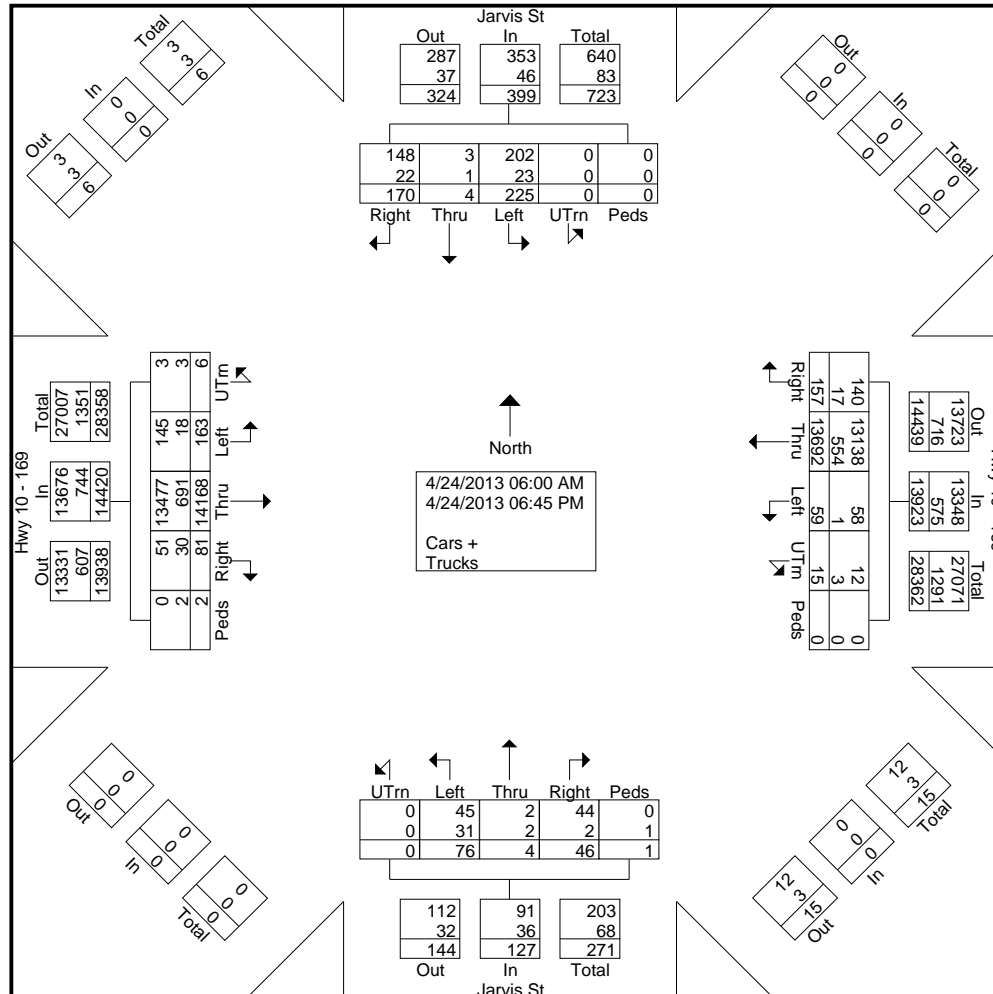 Jarvis St
Out In Total
287 353 640
37 46 83
324 399 723
148 3 202 0 0
22 1 23 0 0
170 4 225 0 0
Right Thru Left UTrn Peds
Total
3
3
6
In
0
0
0
Out
3
3
6
Out
0
0
0
In
0
0
0
Total
0
0
0
Hwy 10 - 169
Total
27007
1351
28358
In
13676
744
14420
Out
13331
607
13938
3 3 6 UTrn
145 18 163 Left
13477 691 14168 Thru
51 30 81 Right
0 2 2 Peds
North
4/24/2013 06:00 AM
4/24/2013 06:45 PM
Cars +
Trucks
Right 157 17 140
Thru 13692 554 13138
Left 59 1 58
UTrn 15 3 12
Peds 0 0 0
Out
13723
716
14439
In
13348
575
13923
Total
27071
1291
28362
Out
0
0
0
In
0
0
0
Total
0
0
0
Total
12
3
15
In
0
0
0
Out
12
3
15
UTrn Left Thru Right Peds
0 45 2 44 0
0 31 2 2 1
0 76 4 46 1
112 91 203
32 36 68
144 127 271
Out In Total
Jarvis St